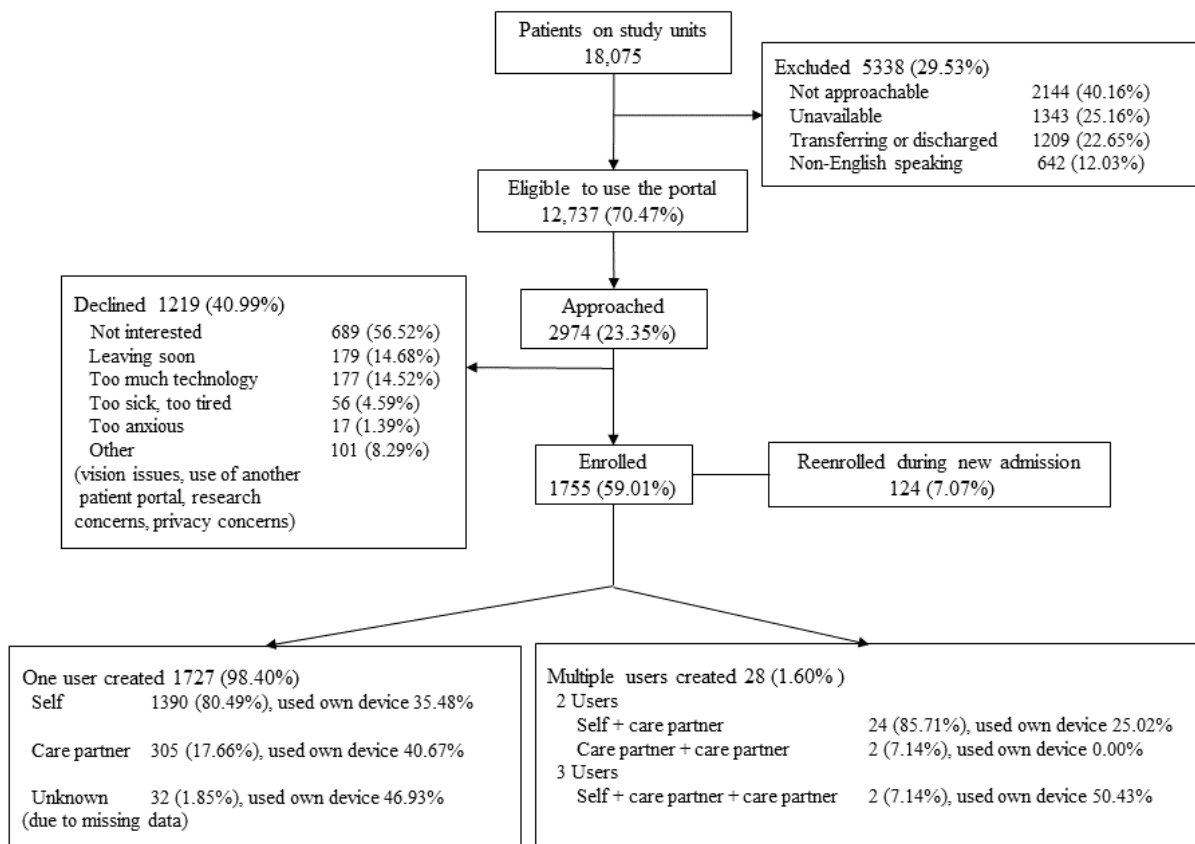 Patients on study units
18,075
Excluded 5338 (29.53%)
Not approachable 2144 (40.16%)
Unavailable 1343 (25.16%)
Transferring or discharged 1209 (22.65%)
Non-English speaking 642 (12.03%)
Eligible to use the portal
12,737 (70.47%)
Approached
2974 (23.35%)
Declined 1219 (40.99%)
Not interested 689 (56.52%)
Leaving soon 179 (14.68%)
Too much technology 177 (14.52%)
Too sick, too tired 56 (4.59%)
Too anxious 17 (1.39%)
Other 101 (8.29%)
(vision issues, use of another
patient portal, research
concerns, privacy concerns)
Enrolled
1755 (59.01%)
Reenrolled during new admission
124 (7.07%)
One user created 1727 (98.40%)
Self 1390 (80.49%), used own device 35.48%
Care partner 305 (17.66%), used own device 40.67%
Unknown 32 (1.85%), used own device 46.93%
(due to missing data)
Multiple users created 28 (1.60% )
2 Users
Self + care partner 24 (85.71%), used own device 25.02%
Care partner + care partner 2 (7.14%), used own device 0.00%
3 Users
Self + care partner + care partner 2 (7.14%), used own device 50.43%